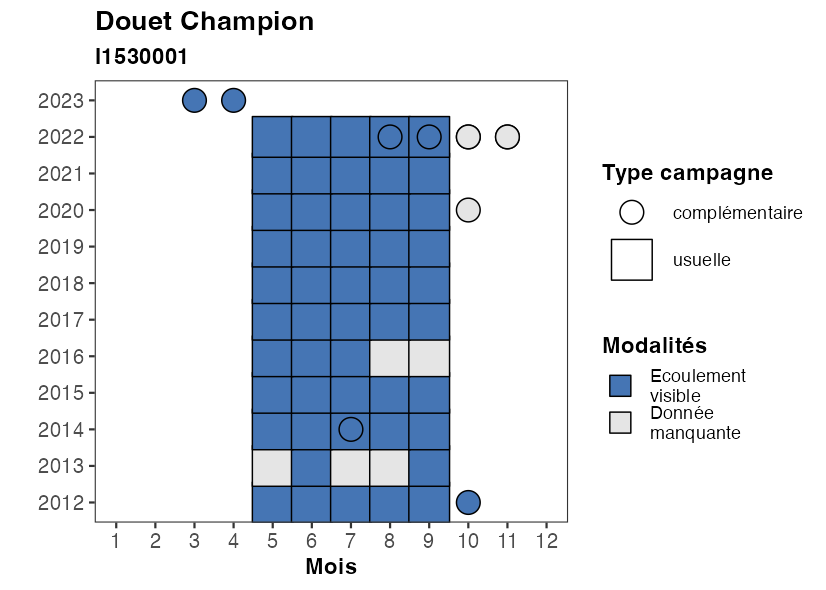 Douet Champion
I1530001
2023
2022
2021
2020
2019
2018
2017
2016
2015
2014
2013
2012
1 2 3 4 5 6 7 8 9 10 11 12
Mois
Type campagne
complémentaire
usuelle
Modalités
Ecoulement
visible
Donnée
manquante